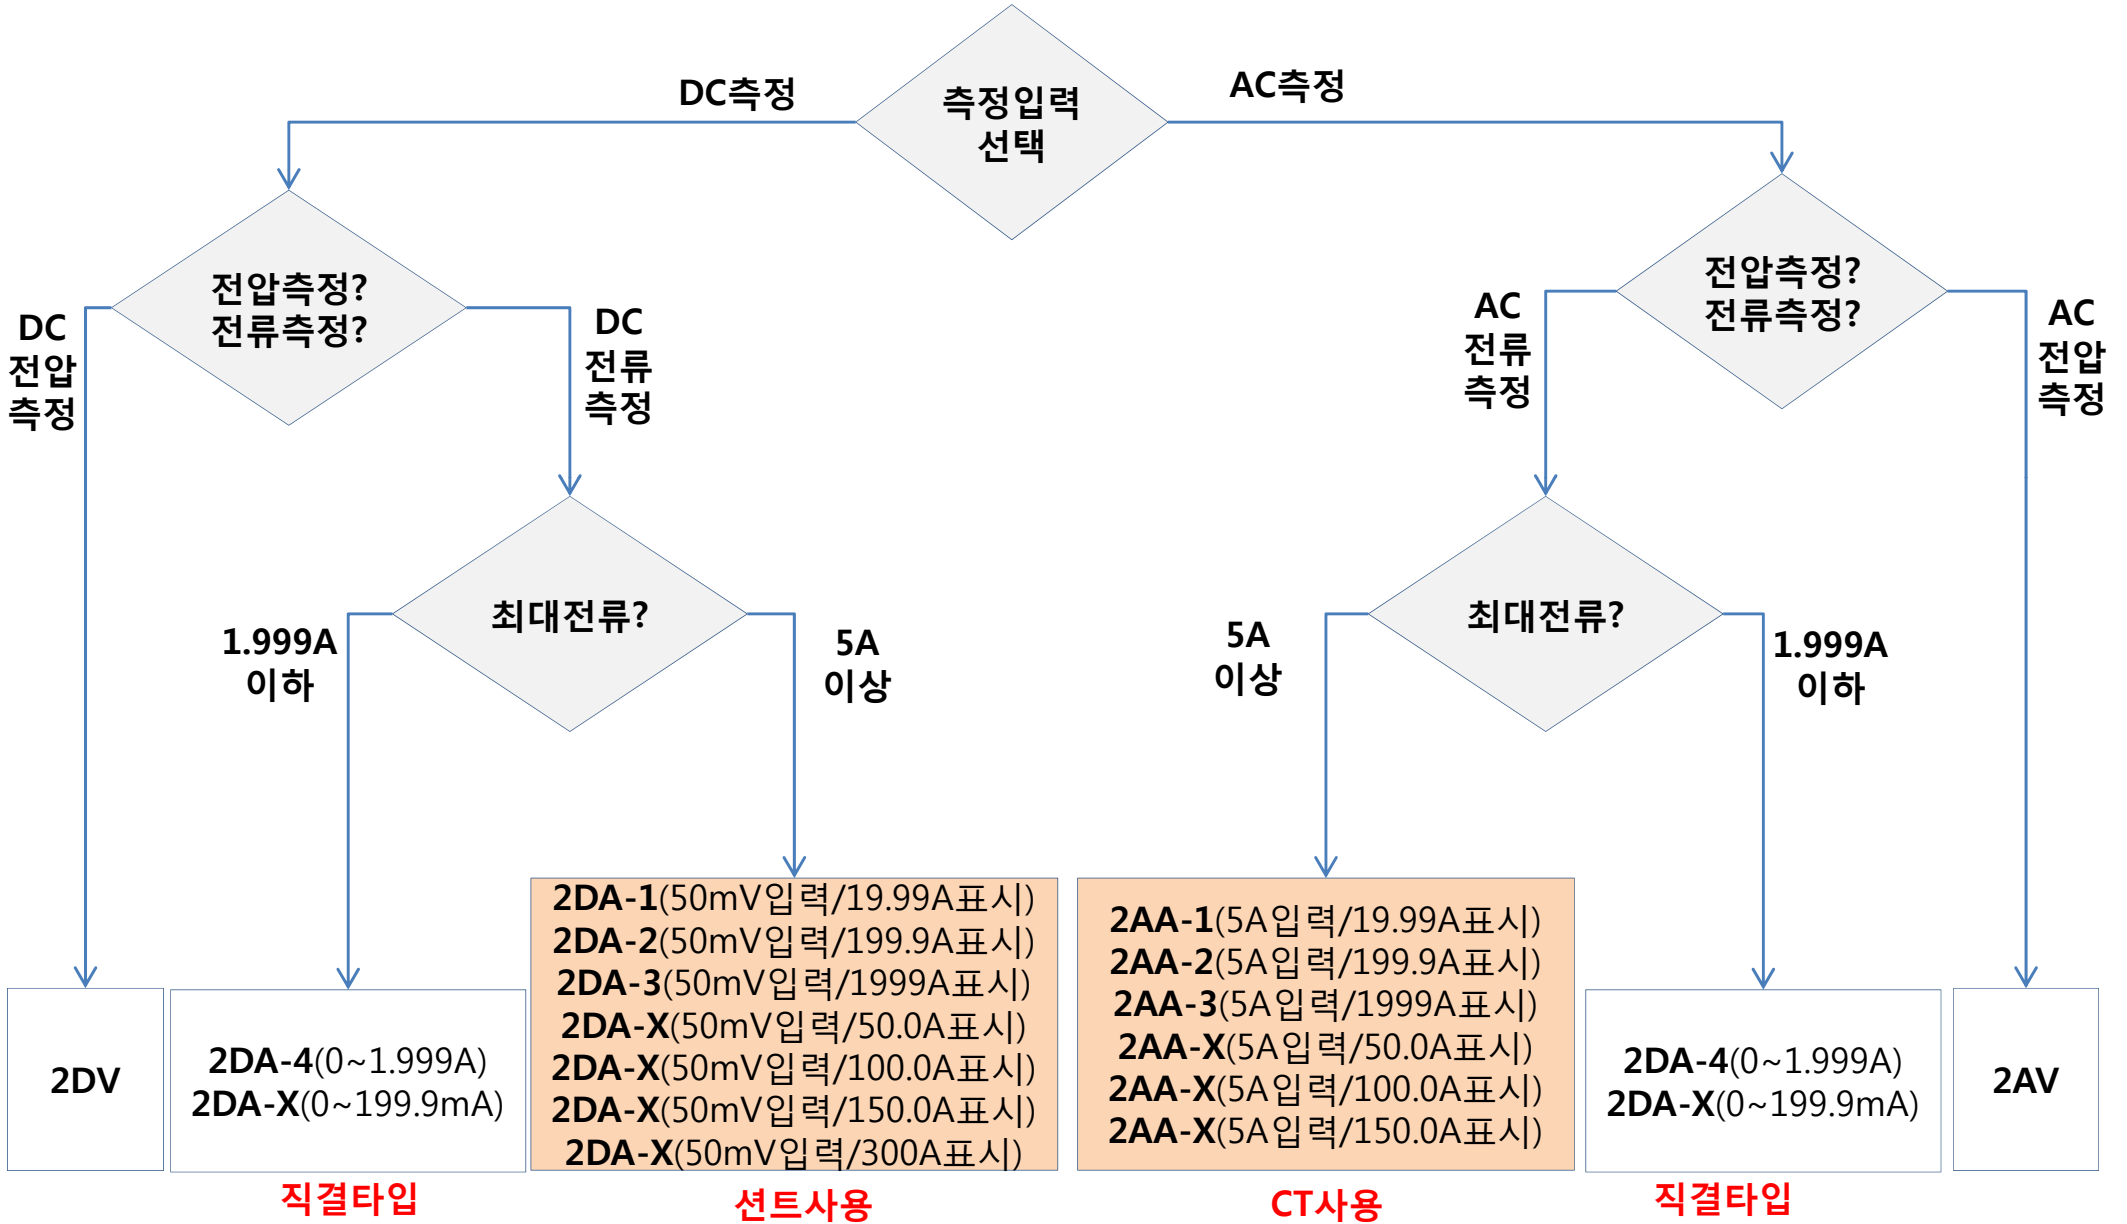 측정입력
선택
DC측정
AC측정
전압측정?
전류측정?
DC
전압
측정
DC
전류
측정
전압측정?
전류측정?
AC
전류
측정
AC
전압
측정
최대전류?
1.999A
이하
5A
이상
최대전류?
5A
이상
1.999A
이하
2DV
2DA-4(0~1.999A)
2DA-X(0~199.9mA)
직결타입
2DA-1(50mV입력/19.99A표시)
2DA-2(50mV입력/199.9A표시)
2DA-3(50mV입력/1999A표시)
2DA-X(50mV입력/50.0A표시)
2DA-X(50mV입력/100.0A표시)
2DA-X(50mV입력/150.0A표시)
2DA-X(50mV입력/300A표시)
션트사용
2AA-1(5A입력/19.99A표시)
2AA-2(5A입력/199.9A표시)
2AA-3(5A입력/1999A표시)
2AA-X(5A입력/50.0A표시)
2AA-X(5A입력/100.0A표시)
2AA-X(5A입력/150.0A표시)
CT사용
2DA-4(0~1.999A)
2DA-X(0~199.9mA)
직결타입
2AV